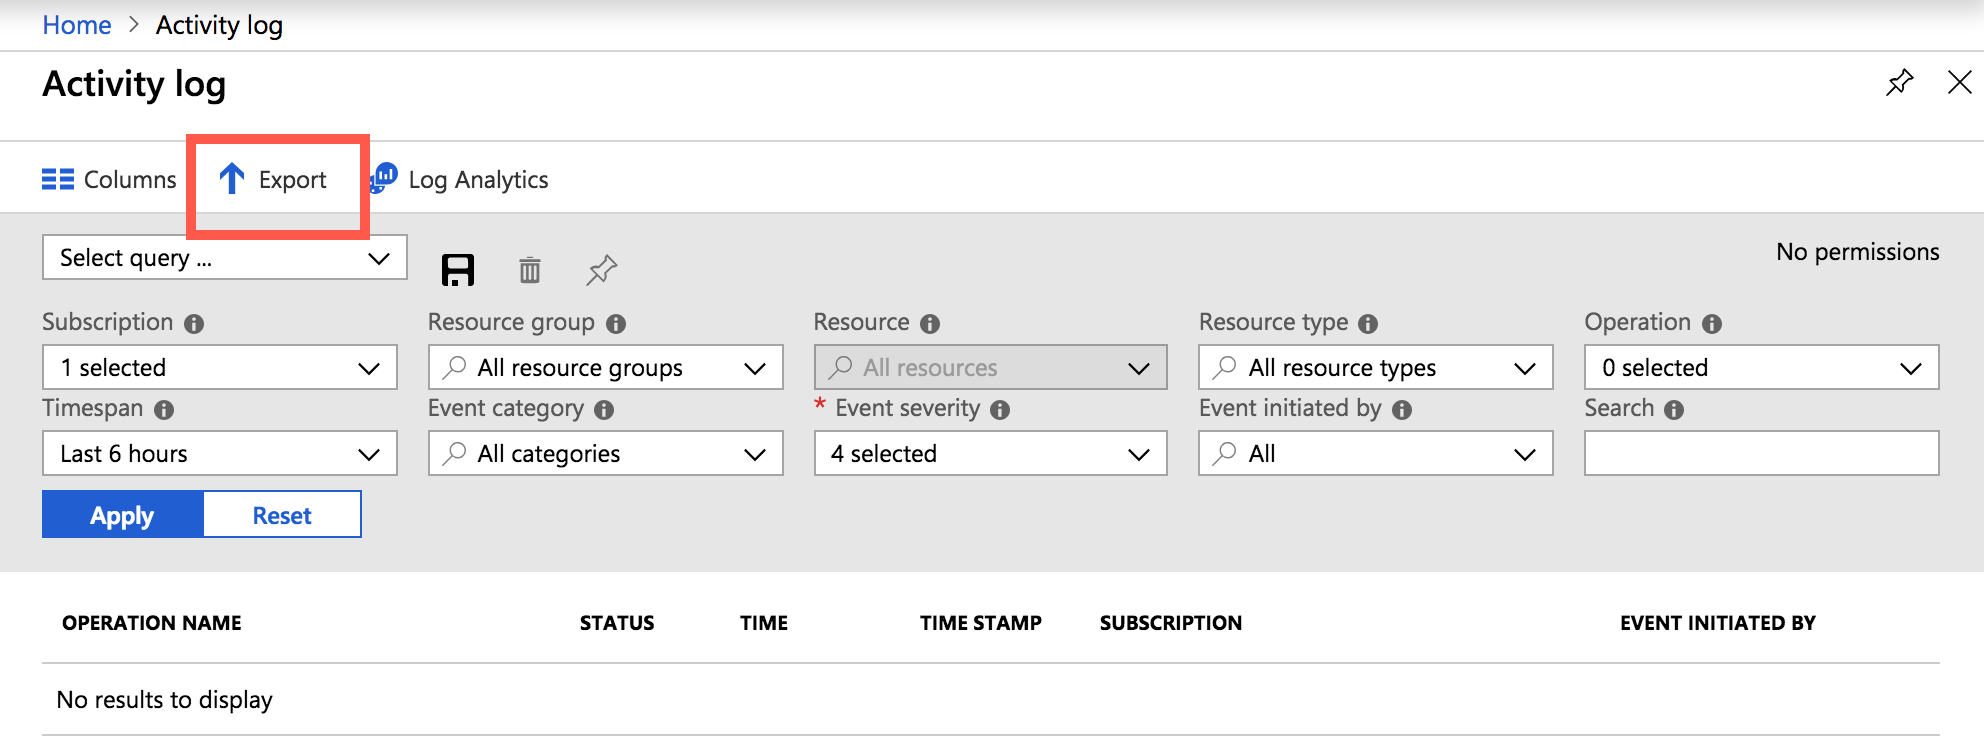 Home > Activity log
Activity log
Columns Export Log Analytics
Select query ... No permissions
Subscription Resource group Resource Resource type Operation
1 selected All resource groups All resources All resource types 0 selected
Timespan Event category * Event severity Event initiated by Search
Last 6 hours All categories 4 selected All
Apply Reset
OPERATION NAME STATUS TIME TIME STAMP SUBSCRIPTION EVENT INITIATED BY
No results to display